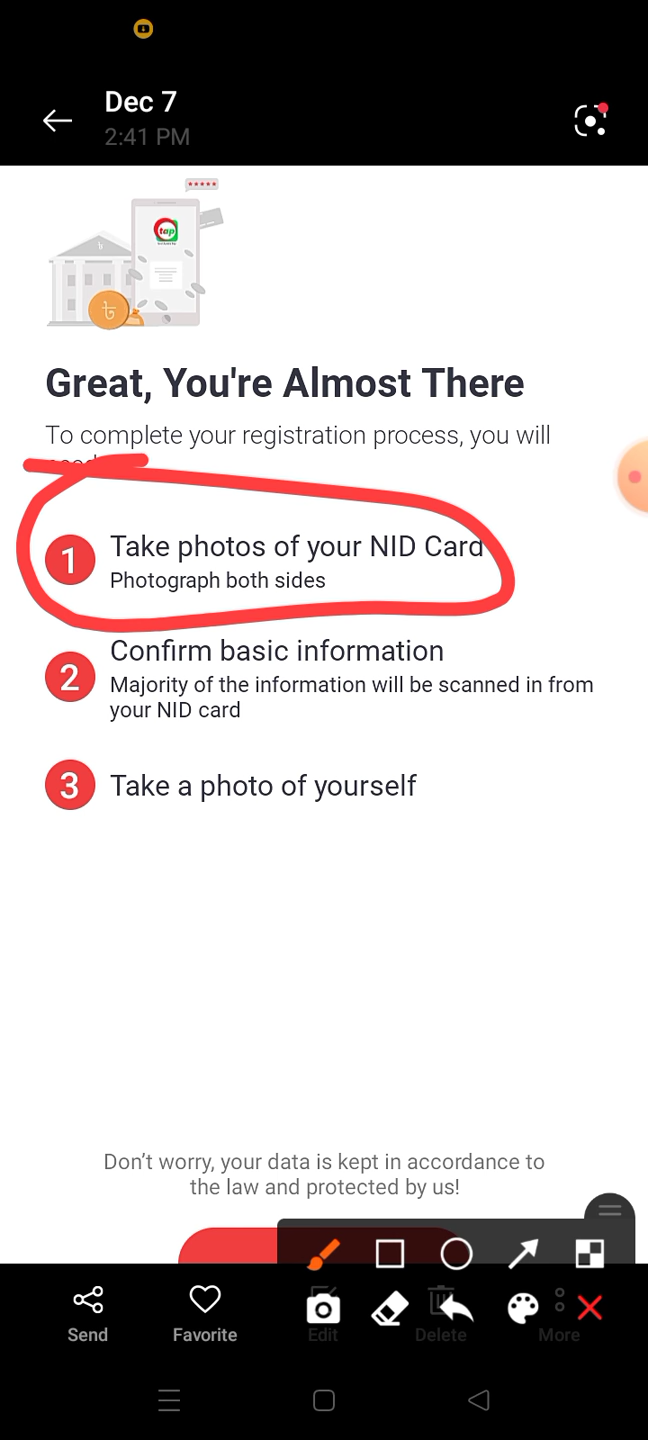 Dec 7
2:41 PM
tap
Great, You're Almost There
To complete your registration process, you will
1
Take photos of your NID Card
Photograph both sides
2
Confirm basic information
Majority of the information will be scanned in from
your NID card
3
Take a photo of yourself
Don't worry, your data is kept in accordance to
the law and protected by us!
Send
Favorite
Edit
Delete
More